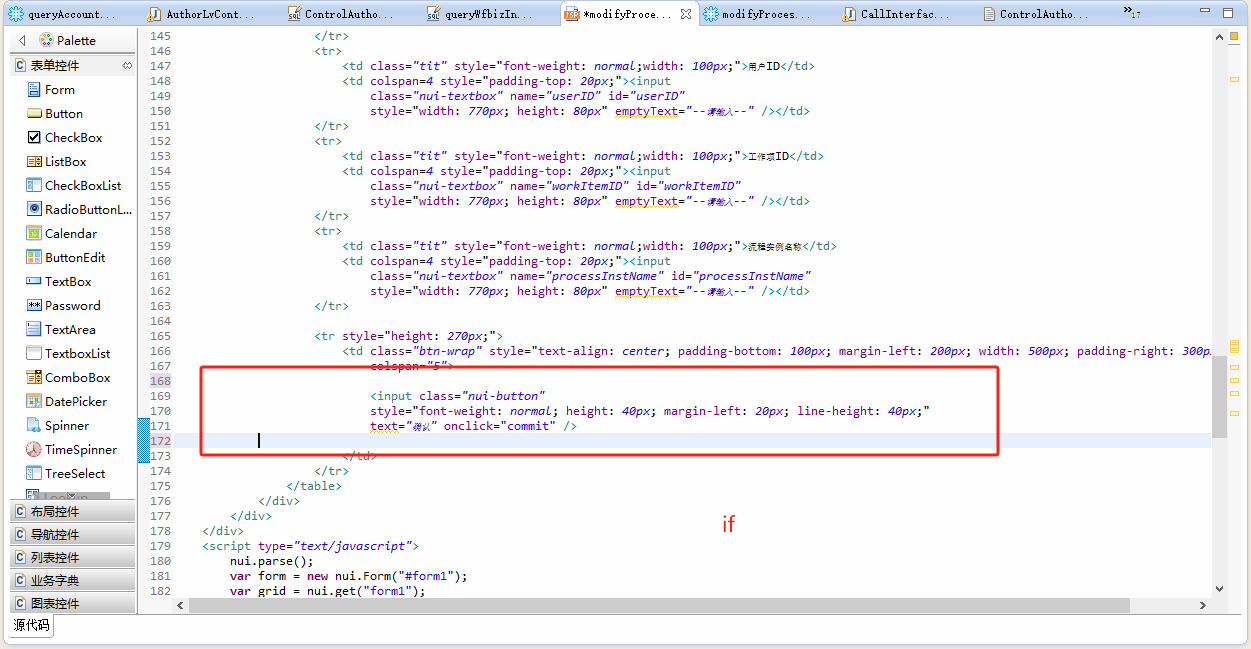 queryAccount...
AuthorLvCont...
ControlAutho...
queryWfbizIn...
*modifyProce...
modifyProces...
CallInterfac...
ControlAutho...
»17
Palette
表单控件
Form
Button
CheckBox
ListBox
CheckBoxList
RadioButtonL...
Calendar
ButtonEdit
TextBox
Password
TextArea
TextboxList
ComboBox
DatePicker
Spinner
TimeSpinner
TreeSelect
布局控件
导航控件
列表控件
业务字典
图表控件
源代码
145 </tr>
146 <tr>
147 <td class="tit" style="font-weight: normal;width: 100px;">用户ID</td>
148 <td colspan=4 style="padding-top: 20px;"><input
149 class="nui-textbox" name="userID" id="userID"
150 style="width: 770px; height: 80px" emptyText="--请输入--" /></td>
151 </tr>
152 <tr>
153 <td class="tit" style="font-weight: normal;width: 100px;">工作项ID</td>
154 <td colspan=4 style="padding-top: 20px;"><input
155 class="nui-textbox" name="workItemID" id="workItemID"
156 style="width: 770px; height: 80px" emptyText="--请输入--" /></td>
157 </tr>
158 <tr>
159 <td class="tit" style="font-weight: normal;width: 100px;">流程实例名称</td>
160 <td colspan=4 style="padding-top: 20px;"><input
161 class="nui-textbox" name="processInstName" id="processInstName"
162 style="width: 770px; height: 80px" emptyText="--请输入--" /></td>
163 </tr>
164
165 <tr style="height: 270px;">
166 <td class="btn-wrap" style="text-align: center; padding-bottom: 100px; margin-left: 200px; width: 500px; padding-right: 300p
167 colspan="5">
168
169 <input class="nui-button"
170 style="font-weight: normal; height: 40px; margin-left: 20px; line-height: 40px;"
171 text="确认" onclick="commit" />
172
173 </td>
174 </tr>
175 </table>
176 </div>
177 </div>
178 </div>
179 <script type="text/javascript">
180 nui.parse();
181 var form = new nui.Form("#form1");
182 var grid = nui.get("form1");
if